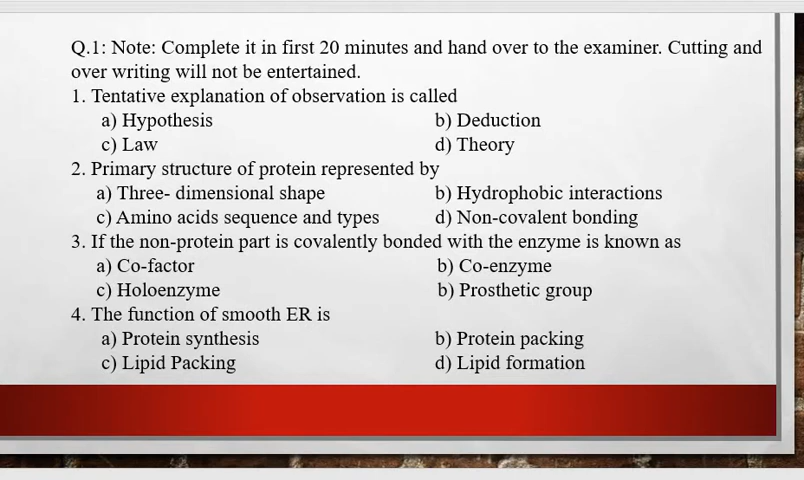 Q.1: Note: Complete it in first 20 minutes and hand over to the examiner. Cutting and
over writing will not be entertained.
1. Tentative explanation of observation is called
a) Hypothesis b) Deduction
c) Law d) Theory
2. Primary structure of protein represented by
a) Three- dimensional shape b) Hydrophobic interactions
c) Amino acids sequence and types d) Non-covalent bonding
3. If the non-protein part is covalently bonded with the enzyme is known as
a) Co-factor b) Co-enzyme
c) Holoenzyme b) Prosthetic group
4. The function of smooth ER is
a) Protein synthesis b) Protein packing
c) Lipid Packing d) Lipid formation